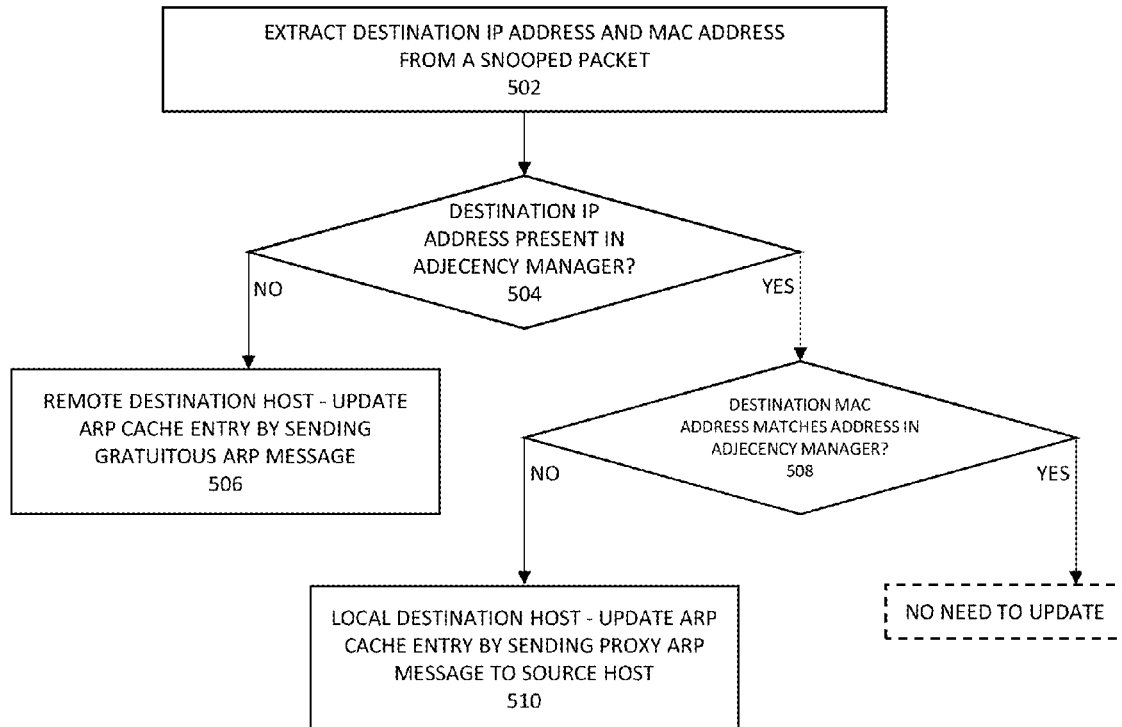 EXTRACT DESTINATION IP ADDRESS AND MAC ADDRESS
FROM A SNOOPED PACKET
502
DESTINATION IP
ADDRESS PRESENT IN
ADJECENCY MANAGER?
504
NO
YES
REMOTE DESTINATION HOST - UPDATE
ARP CACHE ENTRY BY SENDING
GRATUITOUS ARP MESSAGE
506
DESTINATION MAC
ADDRESS MATCHES ADDRESS IN
ADJECENCY MANAGER?
508
NO
YES
LOCAL DESTINATION HOST - UPDATE ARP
CACHE ENTRY BY SENDING PROXY ARP
MESSAGE TO SOURCE HOST
510
NO NEED TO UPDATE